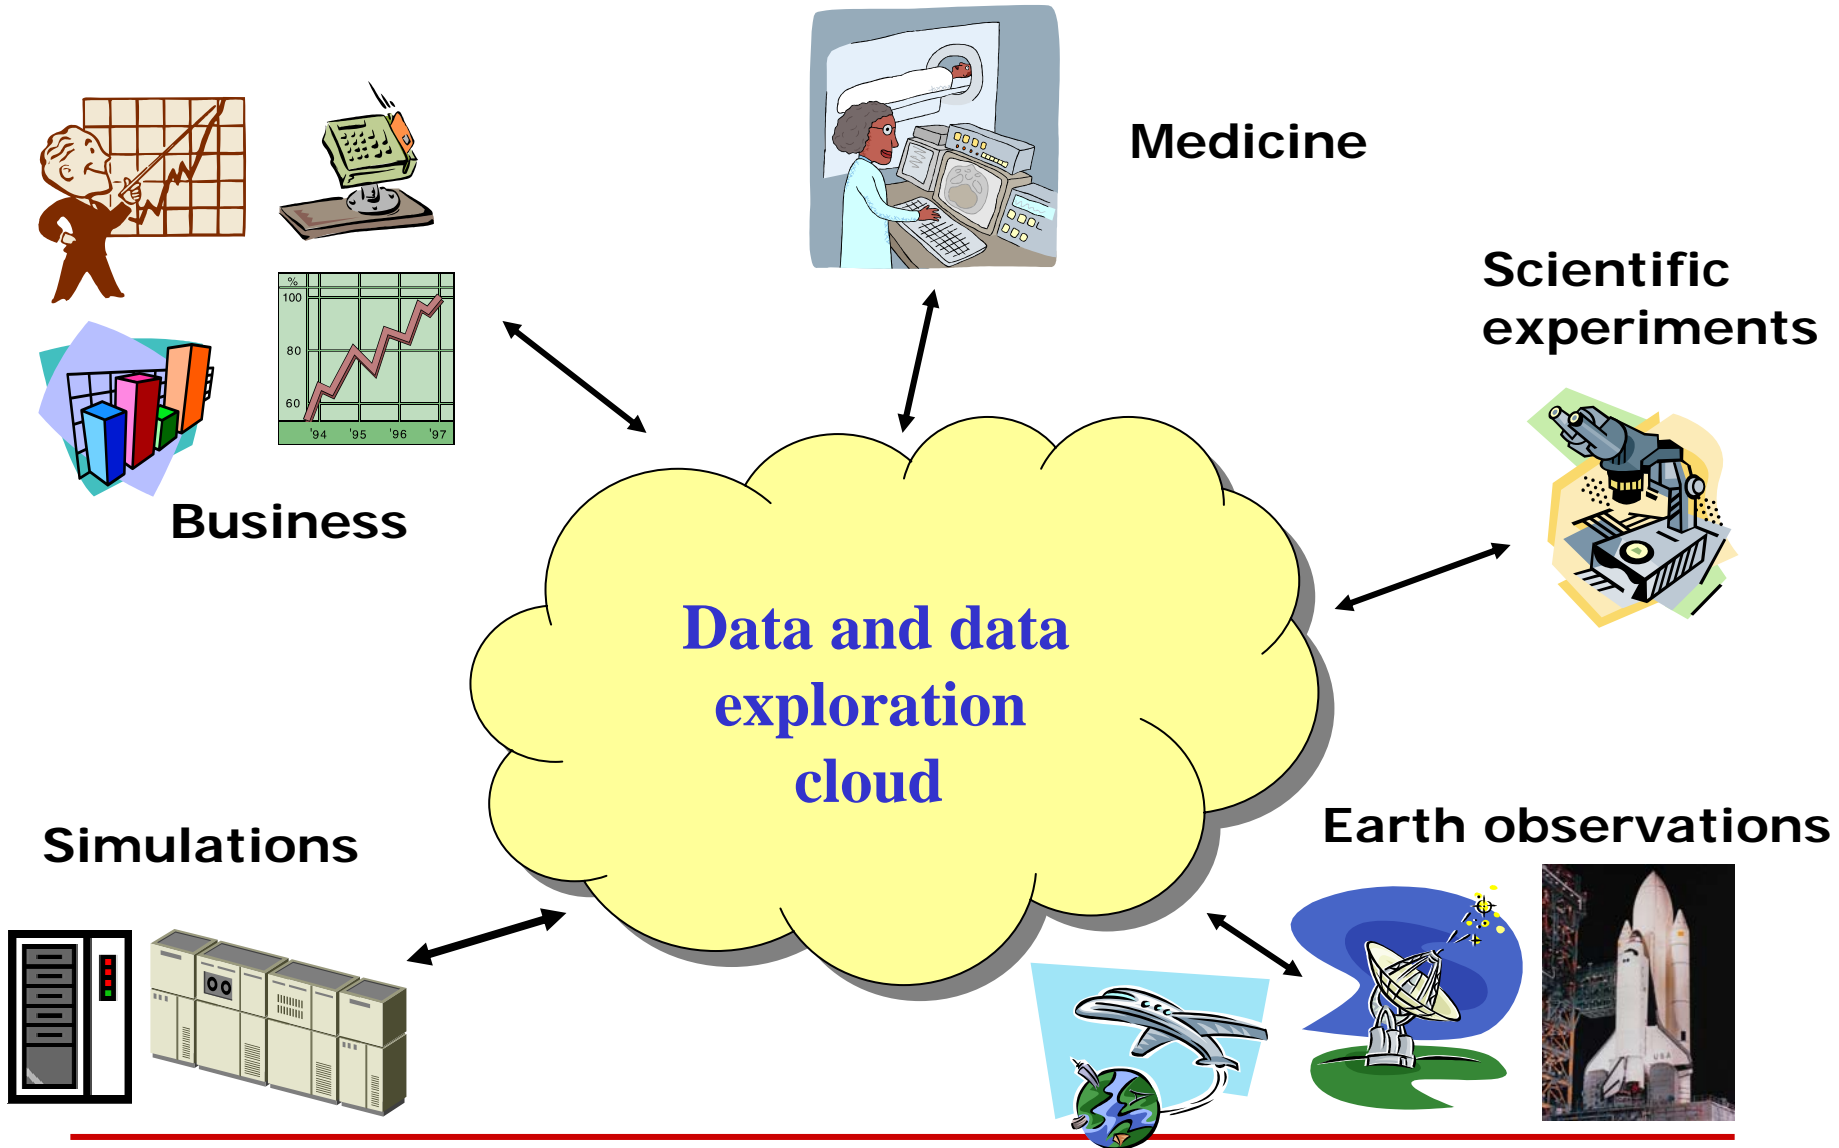 Medicine
Scientific
experiments
%
100
80
60
'94 '95 '96 '97
Business
Data and data
exploration
cloud
Simulations
Earth observations
USA